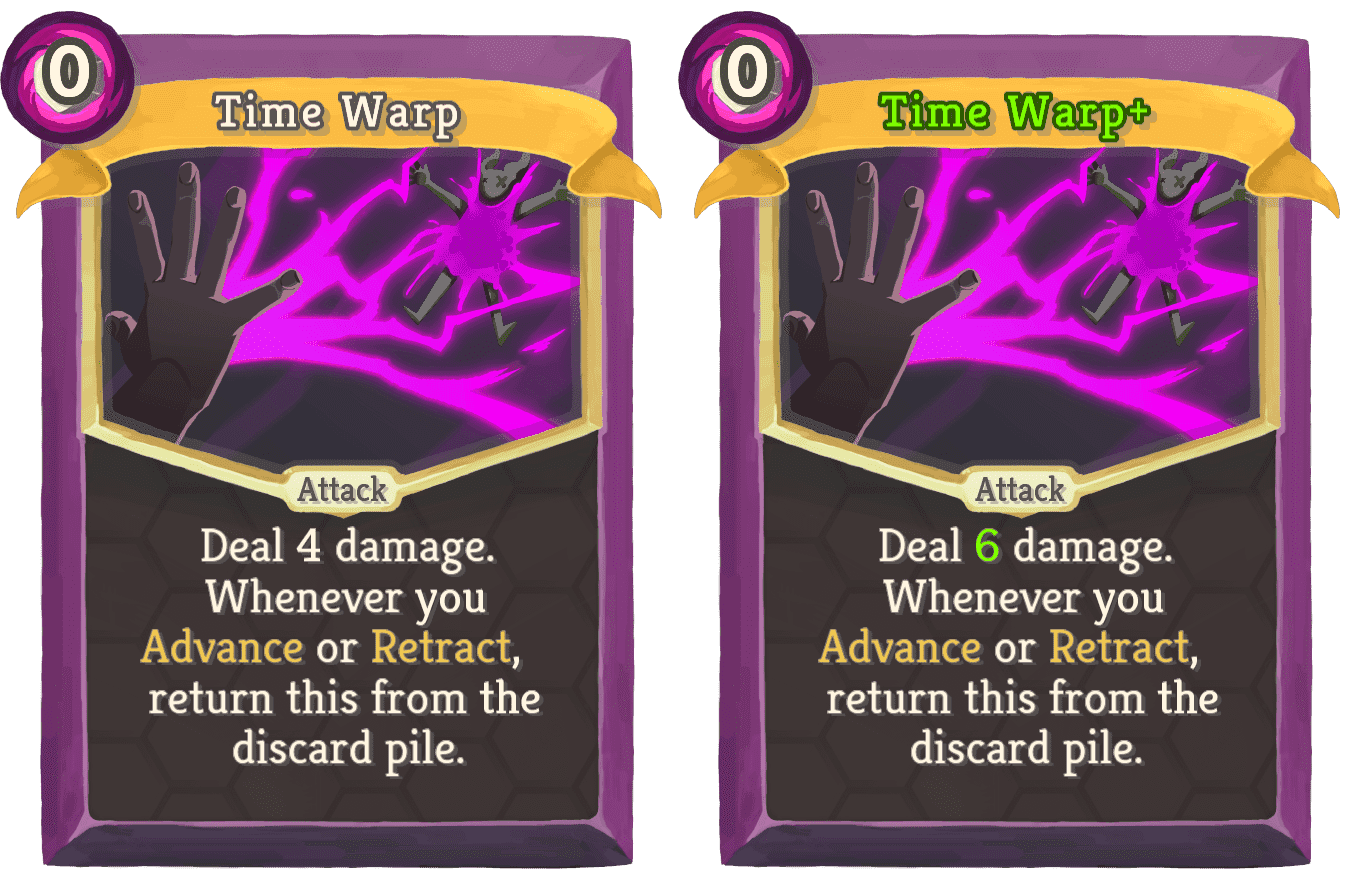 0
Time Warp
Attack
Deal 4 damage.
Whenever you
Advance or Retract,
return this from the
discard pile.
0
Time Warp+
Attack
Deal 6 damage.
Whenever you
Advance or Retract,
return this from the
discard pile.